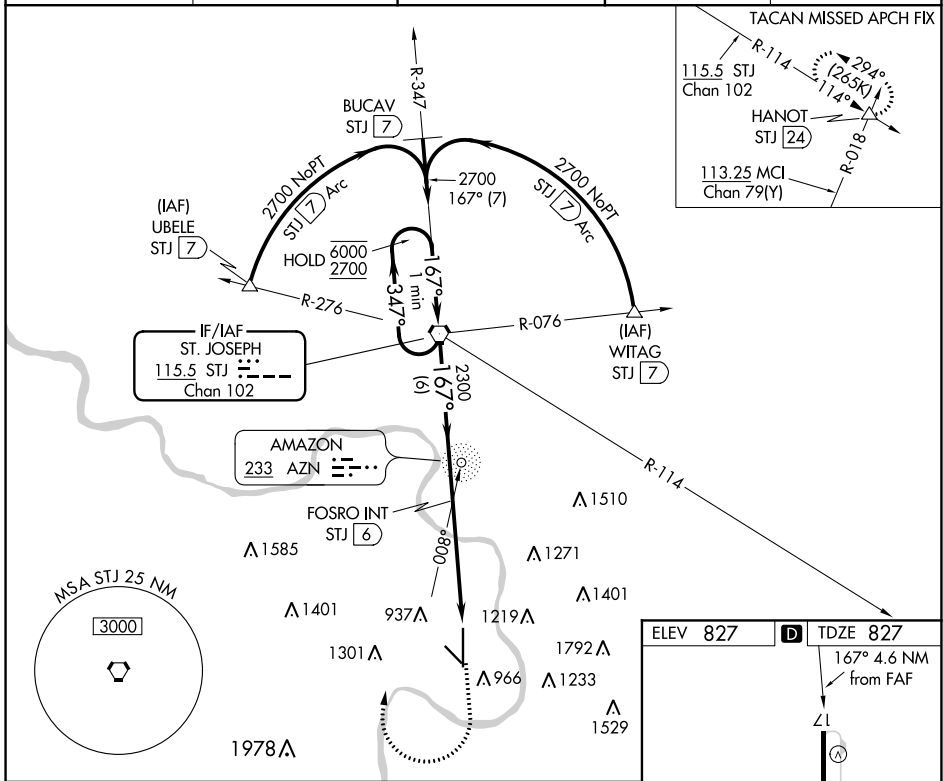 TACAN MISSED APCH FIX
R-114
115.5 STJ
Chan 102
294°
(265K)
114°
HANOT
STJ 24
R-018
113.25 MCI
Chan 79(Y)
R-347
BUCAV
STJ 7
2700 NoPT
STJ 7 Arc
2700
167° (7)
2700 NoPT
STJ 7 Arc
(IAF)
UBELE
STJ 7
HOLD 6000
2700
1 min
347°
167°
R-276
R-076
(IAF)
WITAG
STJ 7
IF/IAF
ST. JOSEPH
115.5 STJ
Chan 102
2300
167°
(6)
R-114
AMAZON
233 AZN
FOSRO INT
STJ 6
008°
1510
1585
1271
1401
937
1219
1401
1301
1792
966
1233
1529
1978
MSA STJ 25 NM
3000
ELEV 827
D
TDZE 827
167° 4.6 NM
from FAF
17
A